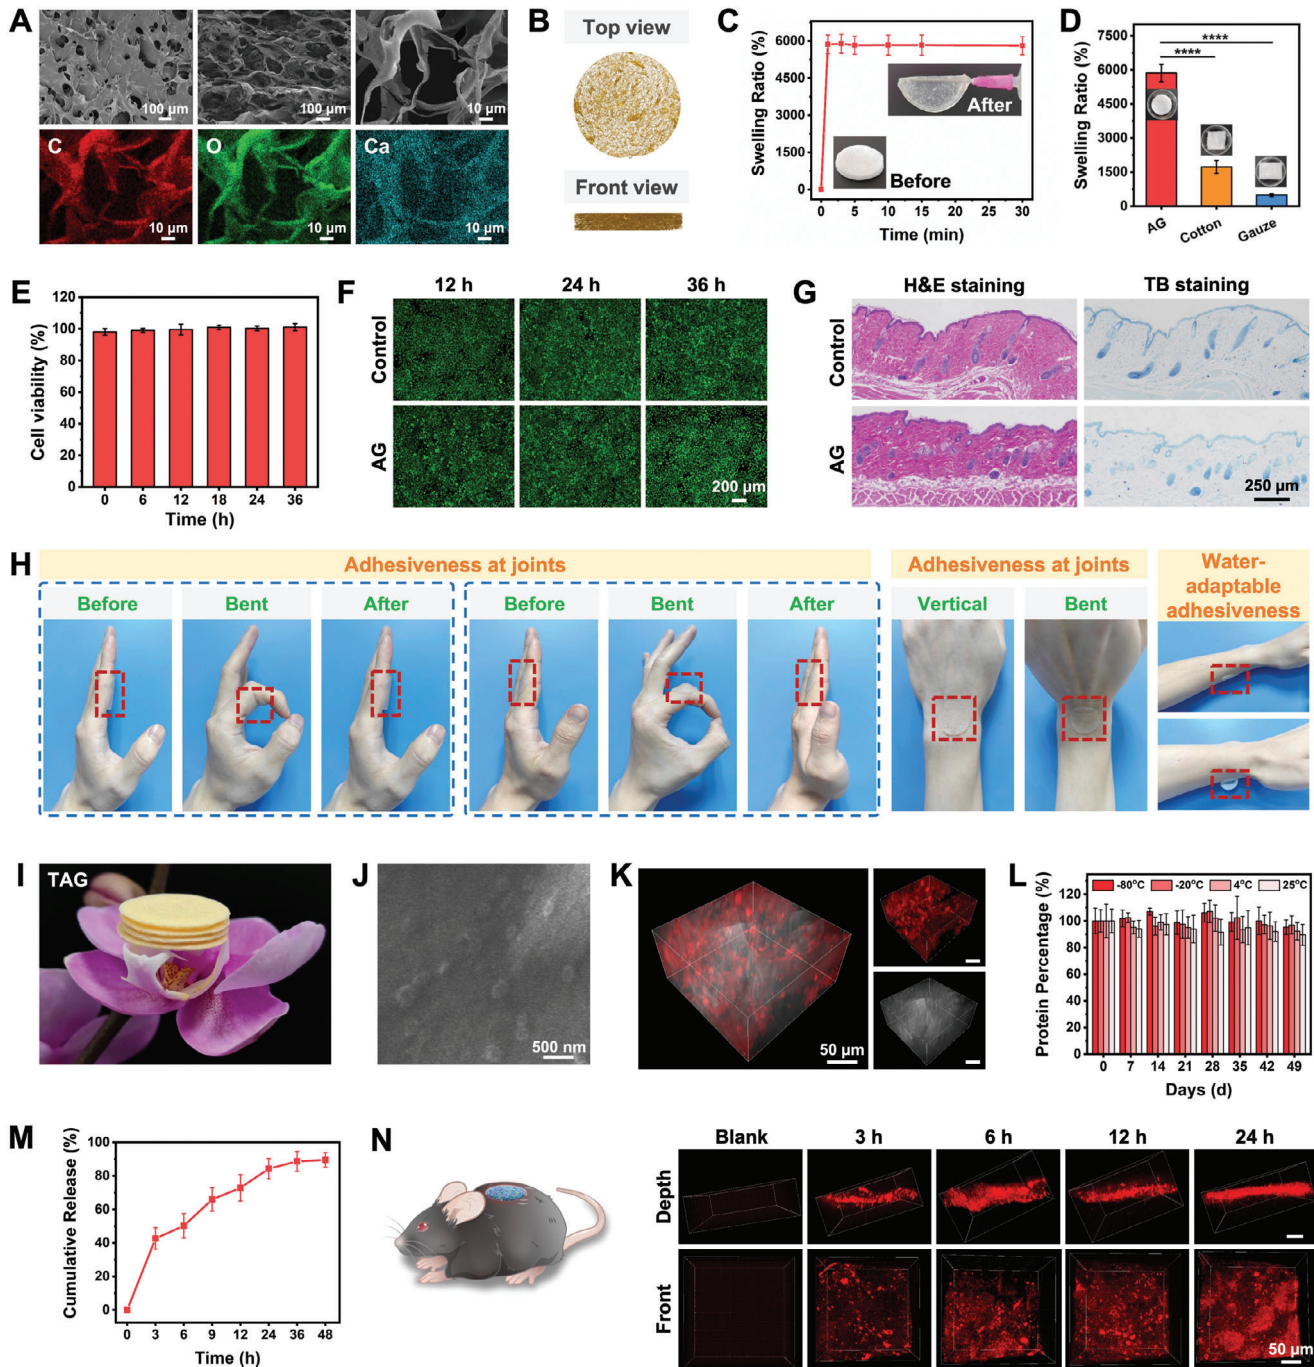 A
100 µm
100 µm
10 µm
C
10 µm
O
10 µm
Ca
10 µm
B
Top view
Front view
C
Swelling Ratio (%)
6000
4500
3000
1500
0
After
Before
0 5 10 15 20 25 30
Time (min)
D
Swelling Ratio (%)
7500
6000
4500
3000
1500
0
****
****
AG
Cotton
Gauze
E
Cell viability (%)
120
100
80
60
40
20
0
0 6 12 18 24 36
Time (h)
F
12 h 24 h 36 h
Control
AG
200 µm
G
H&E staining TB staining
Control
AG
250 µm
H
Adhesiveness at joints
Before Bent After
Before Bent After
Adhesiveness at joints
Vertical Bent
Water-
adaptable
adhesiveness
I
TAG
J
500 nm
K
50 µm
L
Protein Percentage (%)
120
100
80
60
40
20
0
-80°C -20°C 4°C 25°C
0 7 14 21 28 35 42 49
Days (d)
M
Cumulative Release (%)
100
80
60
40
20
0
0 3 6 9 12 24 36 48
Time (h)
N
Blank 3 h 6 h 12 h 24 h
Depth
Front
50 µm